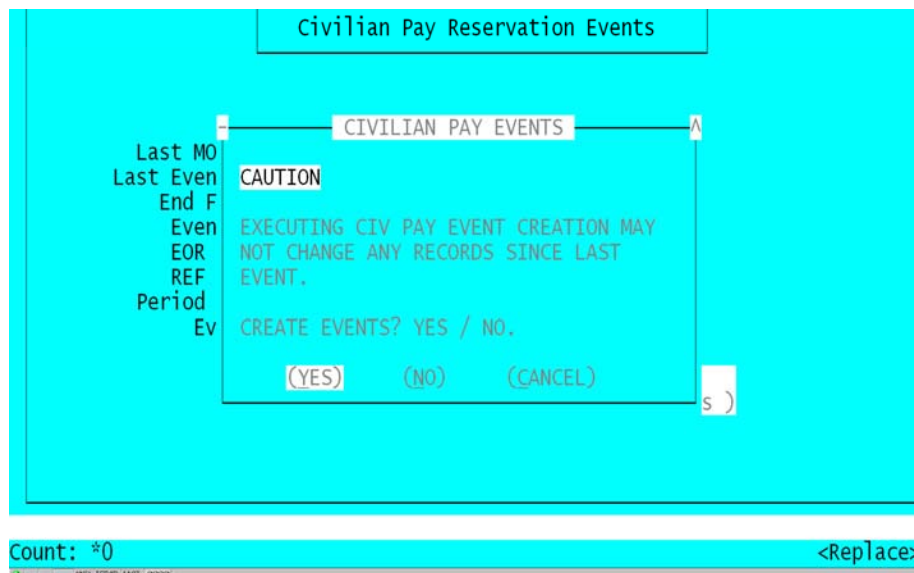 Civilian Pay Reservation Events
CIVILIAN PAY EVENTS
Last MO
Last Even
CAUTION
End F
Even
EXECUTING CIV PAY EVENT CREATION MAY
EOR
NOT CHANGE ANY RECORDS SINCE LAST
REF
EVENT.
Period
Ev
CREATE EVENTS? YES / NO.
(YES) (NO) (CANCEL)
s )
Count: *0 <Replace>